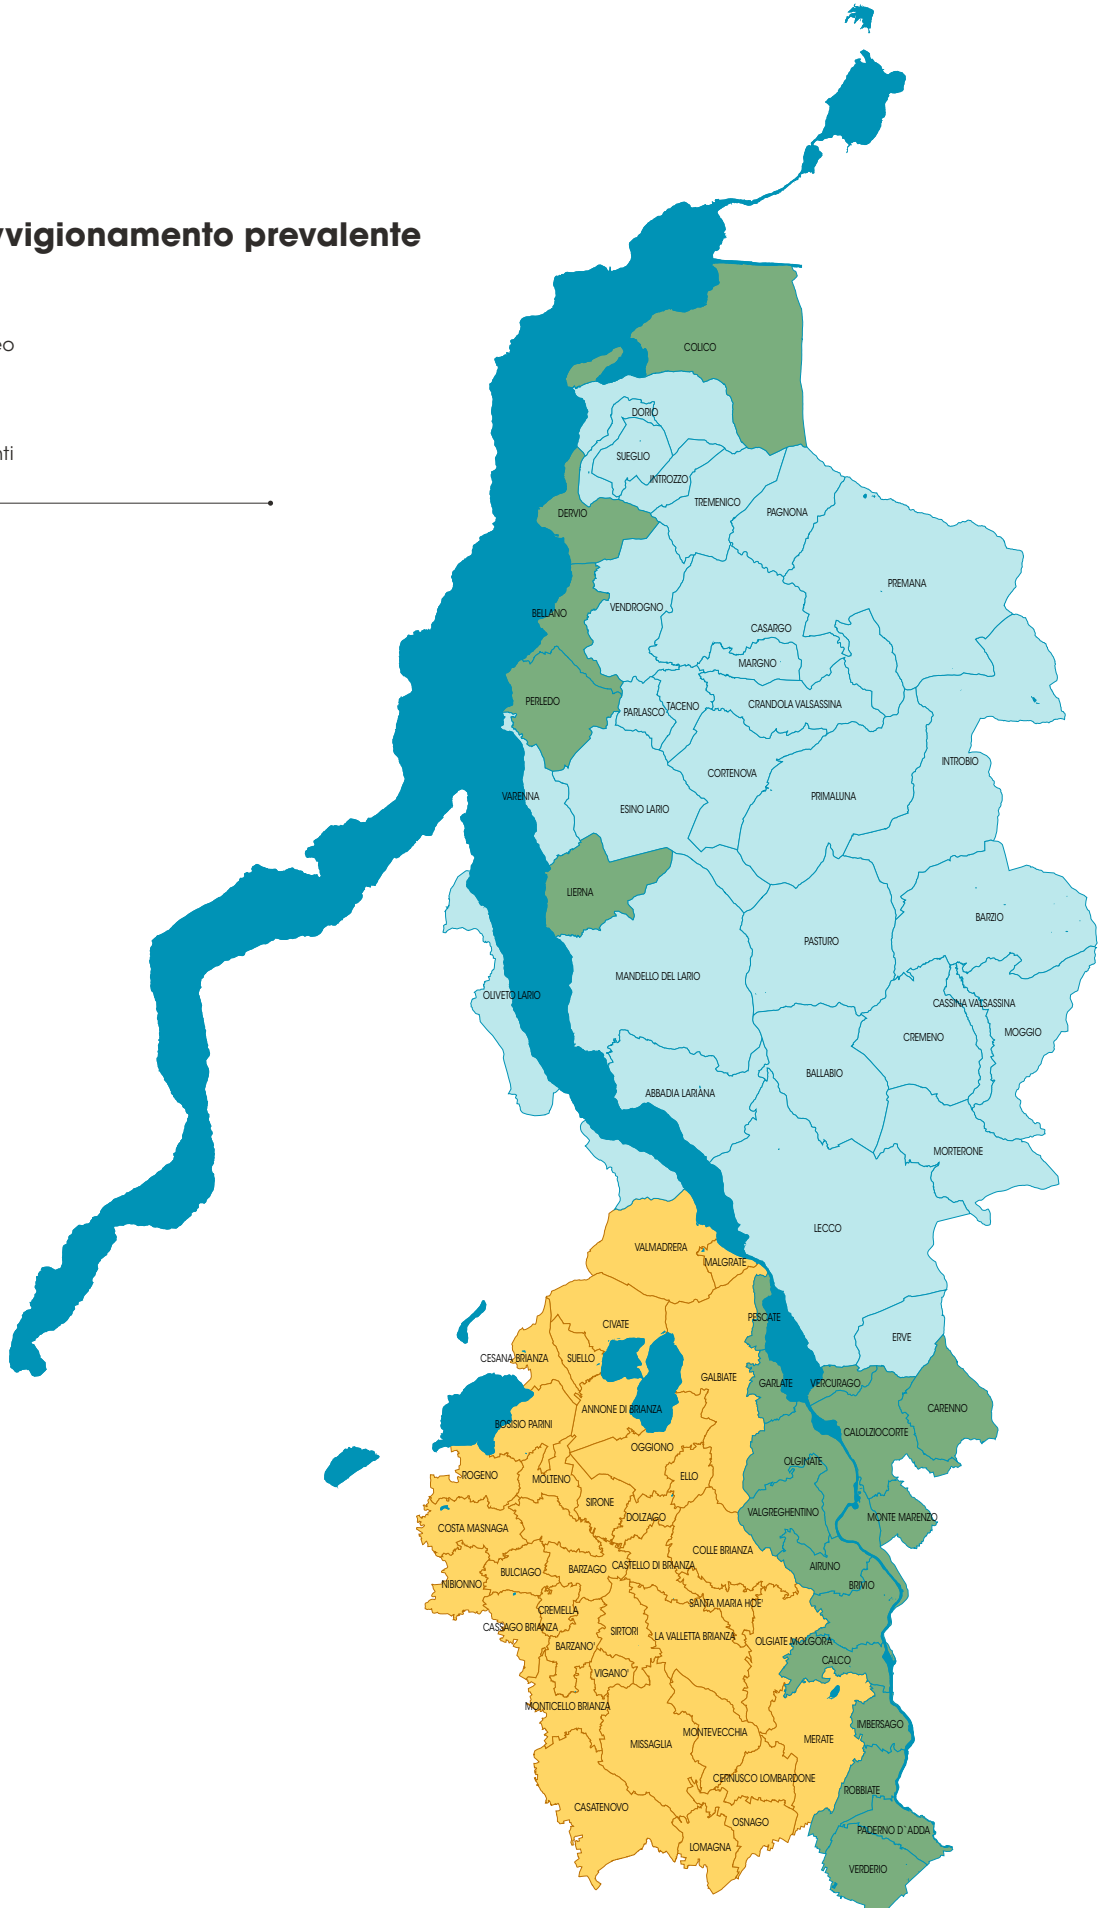 vvigionamento prevalente
eo
nti
COLICO
DORIO
SUEGLIO
INTROZZO
TREMENICO
PAGNONA
DERVIO
PREMANA
VENDROGNO
BELLANO
CASARGO
MARGNO
PERLEDO
PARLASCO
TACENO
CRANDOLA VALSASSINA
INTROBIO
CORTENOVA
VARENNA
ESINO LARIO
PRIMALUNA
LIERNA
BARZIO
PASTURO
MANDELLO DEL LARIO
OLIVETO LARIO
CASSINA VALSASSINA
CREMENO
MOGGIO
BALLABIO
ABBADIA LARIANA
MORTERONE
LECCO
VALMADRERA
MALGRATE
PESCATE
CIVATE
ERVE
CESANA BRIANZA
SUELLO
GALBIATE
GARLATE
VERCURAGO
ANNONE DI BRIANZA
CARENNO
BOSISIO PARINI
CALOLZIOCORTE
OGGIONO
OLGINATE
ROGENO
MOLTENO
ELLO
SIRONE
DOLZAGO
VALGREGHENTINO
MONTE MARENZO
COSTA MASNAGA
COLLE BRIANZA
CASTELLO DI BRIANZA
AIRUNO
BULCIAGO
BARZAGO
NIBIONNO
BRIVIO
SANTA MARIA HOE'
CREMELLA
CASSAGO BRIANZA
SIRTORI
LA VALLETTA BRIANZA
OLGIATE MOLGORA
BARZANO'
CALCO
VIGANO'
MONTICELLO BRIANZA
IMBERSAGO
MONTEVECCHIA
MERATE
MISSAGLIA
CERNUSCO LOMBARDONE
ROBBIATE
CASATENOVO
OSNAGO
PADERNO D`ADDA
LOMAGNA
VERDERIO